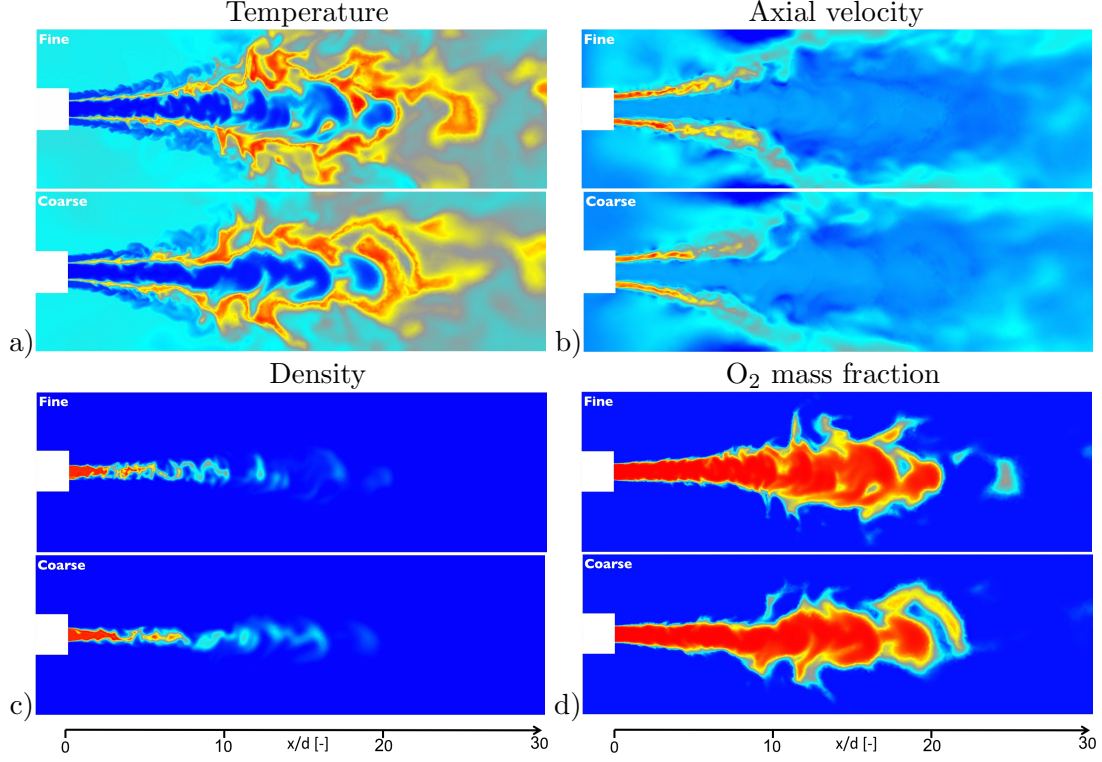 Temperature
Axial velocity
Fine
Fine
Coarse
Coarse
a)
b)
Density
O₂ mass fraction
Fine
Fine
Coarse
Coarse
c)
d)
0 10 x/d [-] 20 30
0 10 x/d [-] 20 30